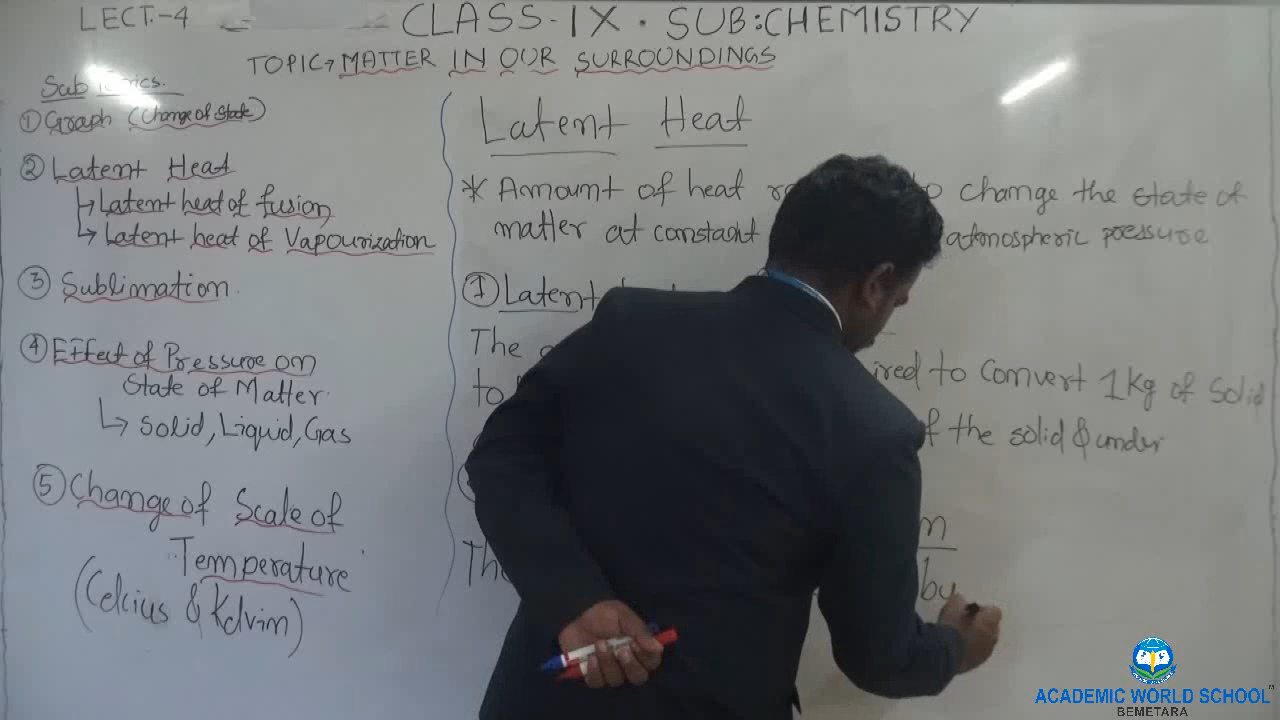 LECT:-4
CLASS-IX . SUB:CHEMISTRY
TOPIC→ MATTER IN OUR SURROUNDINGS
Sub
① Graph (Change of State)
② Latent Heat
↳ Latent heat of fusion
↳ Latent heat of Vapourization
③ Sublimation
④ Effect of Pressure on
State of Matter
↳ Solid, Liquid, Gas
⑤ Change of Scale of
Temperature
(Celcius & Kelvin)
Latent Heat
* Amount of heat to change the state of
matter at constant atmospheric pressure
① Latent
The ired to convert 1 Kg of Solid
to f the solid & under
n
The by
ACADEMIC WORLD SCHOOL
BEMETARA